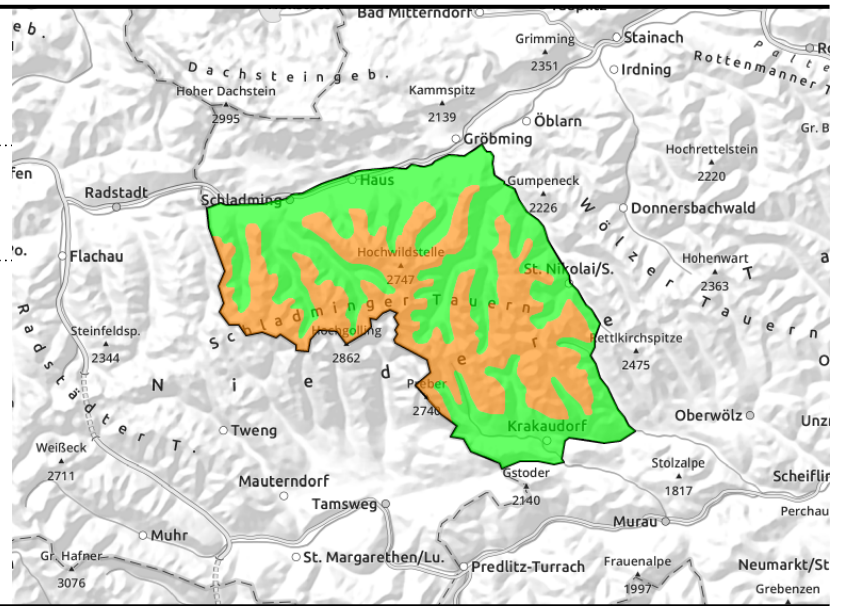 Bad Mitterndorf
eb.
Grimming
2351
Stainach
Irdning
Rottenmanner T
Dachsteingeb.
Hoher Dachstein
2995
Kammspitz
2139
Öblarn
Gröbming
Gr. B
Hochrettelstein
2220
fen
Radstadt
Schladming
Haus
Gumpeneck
2226
Donnersbachwald
Wölzer Tauern
Flachau
Hochwildstelle
2747
St. Nikolai/S.
Hohenwart
2363
Radstädter T.
Schladminger Tauern
Steinfeldsp.
2344
Hochgolling
2862
Rettlkirchspitze
2475
Niedere T a
Preber
2740
Oberwölz
Krakaudorf
Tweng
Weißeck
2711
Gstoder
2140
Stolzalpe
1817
Mauterndorf
Tamsweg
Murau
Perchau
Muhr
Gr. Hafner
3076
St. Margarethen/Lu.
Predlitz-Turrach
Frauenalpe
1997
Neumarkt/St
Grebenzen